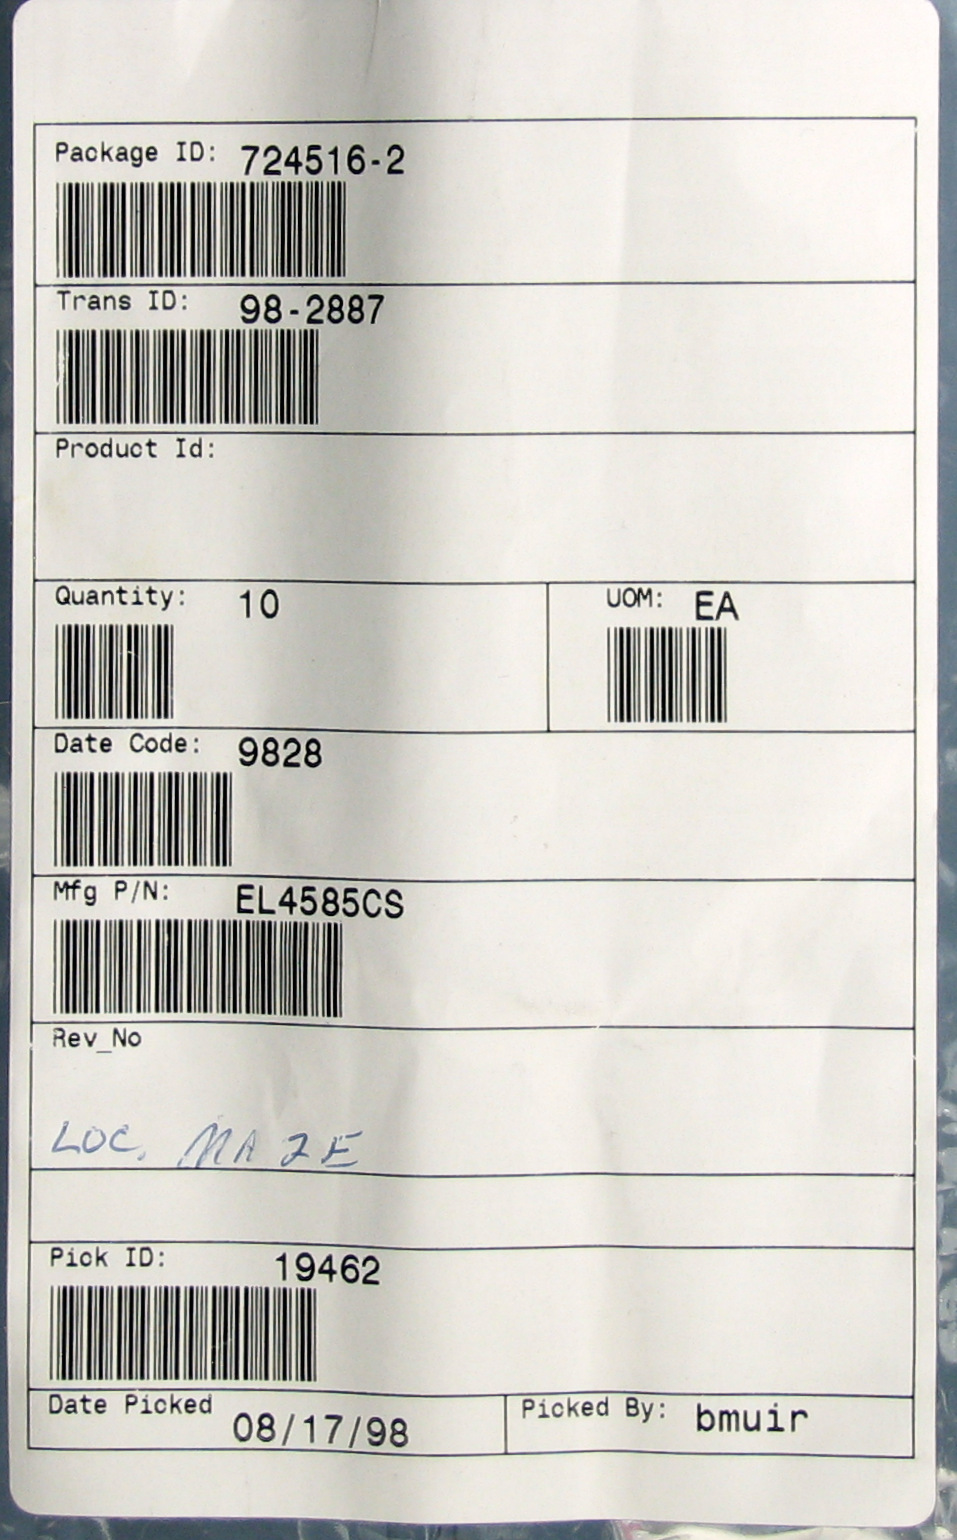 Package ID: 724516-2
Trans ID: 98-2887
Product Id:
Quantity: 10 UOM: EA
Date Code: 9828
Mfg P/N: EL4585CS
Rev_No
LOC. MAZE
Pick ID: 19462
Date Picked 08/17/98 Picked By: bmuir